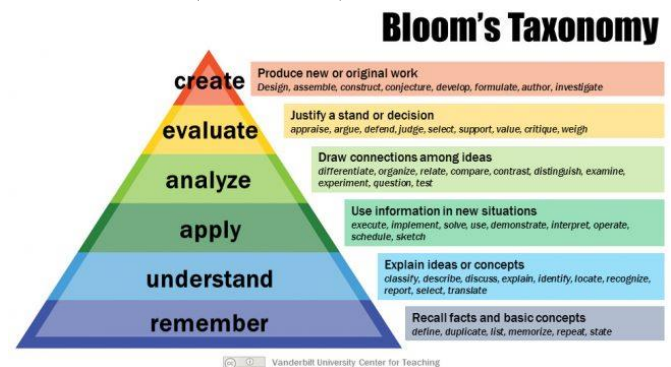 Bloom's Taxonomy
create
Produce new or original work
Design, assemble, construct, conjecture, develop, formulate, author, investigate
evaluate
Justify a stand or decision
appraise, argue, defend, judge, select, support, value, critique, weigh
analyze
Draw connections among ideas
differentiate, organize, relate, compare, contrast, distinguish, examine,
experiment, question, test
apply
Use information in new situations
execute, implement, solve, use, demonstrate, interpret, operate,
schedule, sketch
understand
Explain ideas or concepts
classify, describe, discuss, explain, identify, locate, recognize,
report, select, translate
remember
Recall facts and basic concepts
define, duplicate, list, memorize, repeat, state
cc
Vanderbilt University Center for Teaching